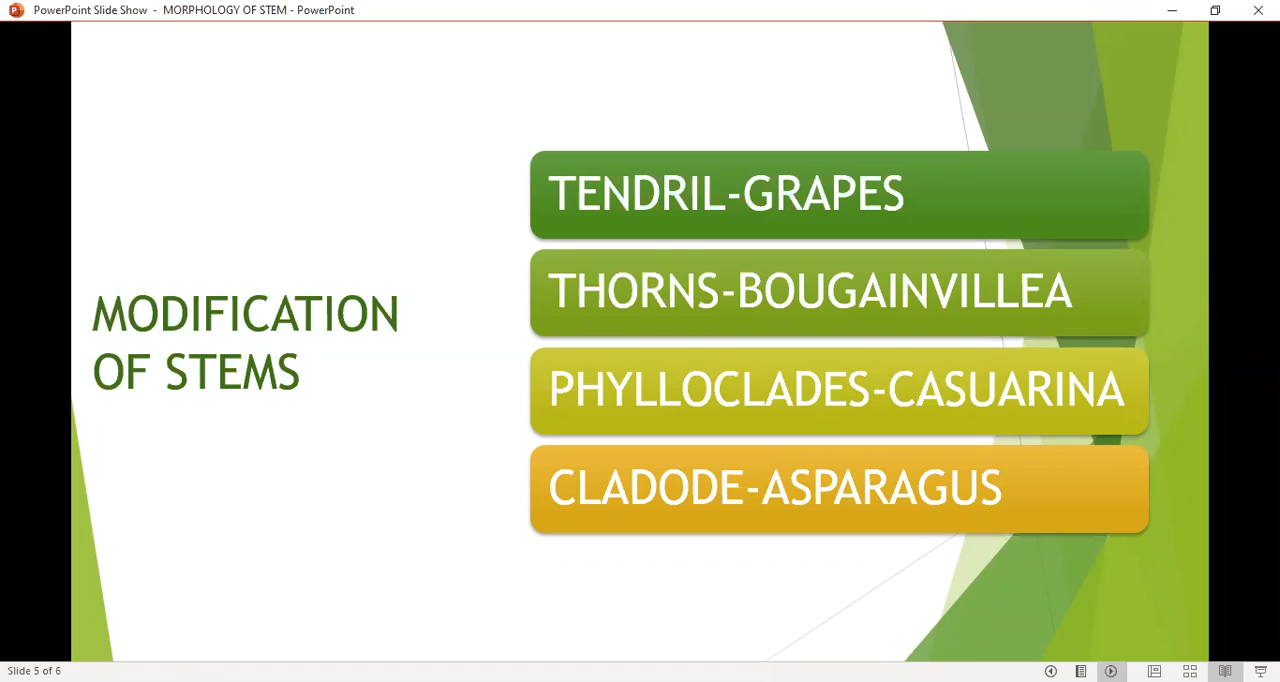 PowerPoint Slide Show - MORPHOLOGY OF STEM - PowerPoint
MODIFICATION
OF STEMS
TENDRIL-GRAPES
THORNS-BOUGAINVILLEA
PHYLLOCLADES-CASUARINA
CLADODE-ASPARAGUS
Slide 5 of 6